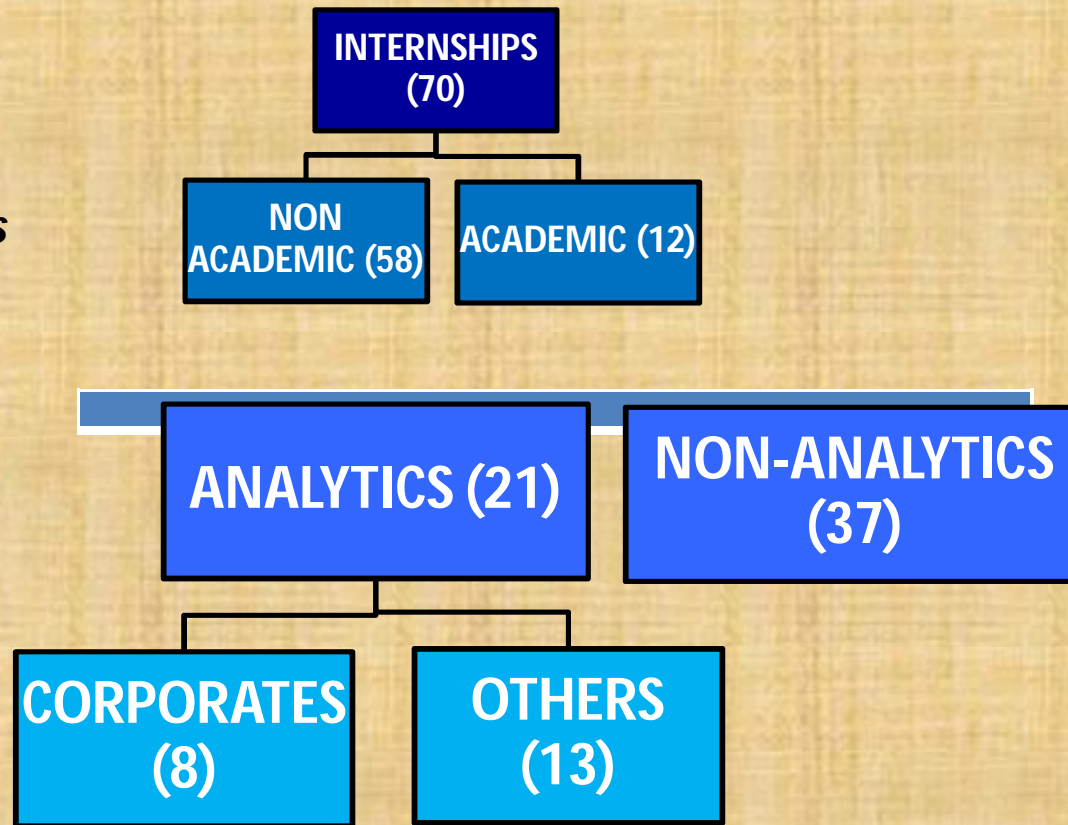 INTERNSHIPS
(70)
NON
ACADEMIC (58)
ACADEMIC (12)
s
ANALYTICS (21)
NON-ANALYTICS
(37)
CORPORATES
(8)
OTHERS
(13)